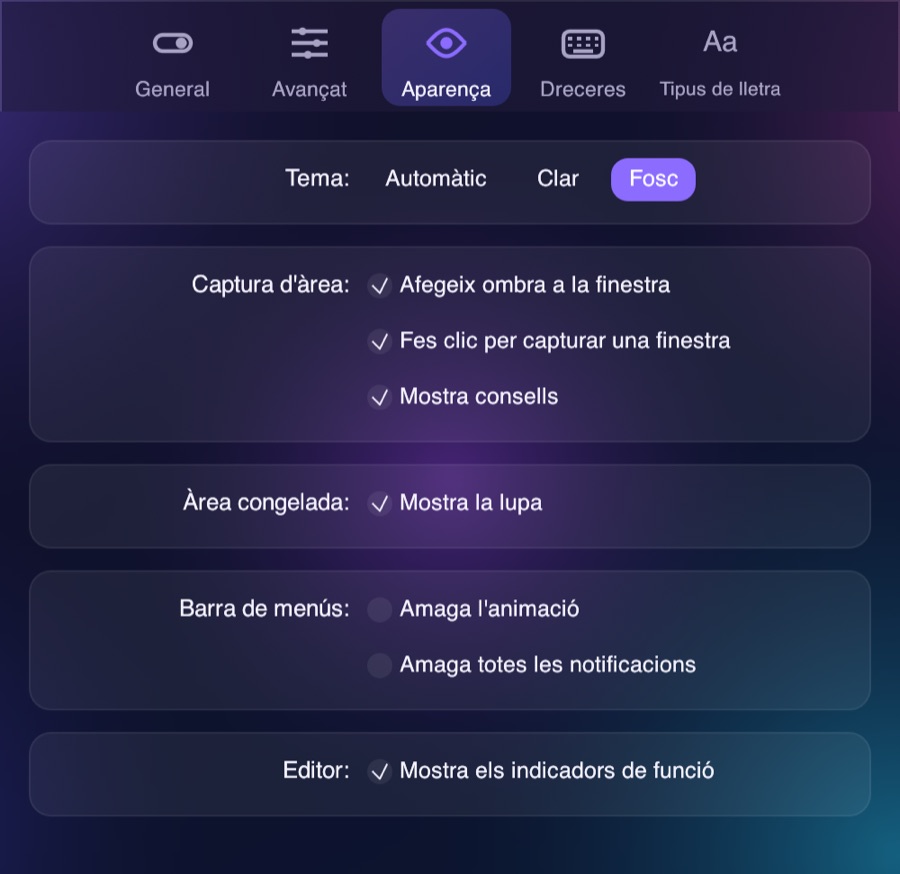 Aa
General
Avançat
Aparença
Dreceres
Tipus de lletra
Tema: Automàtic Clar Fosc
Captura d'àrea: Afegeix ombra a la finestra
Fes clic per capturar una finestra
Mostra consells
Àrea congelada: Mostra la lupa
Barra de menús: Amaga l'animació
Amaga totes les notificacions
Editor: Mostra els indicadors de funció